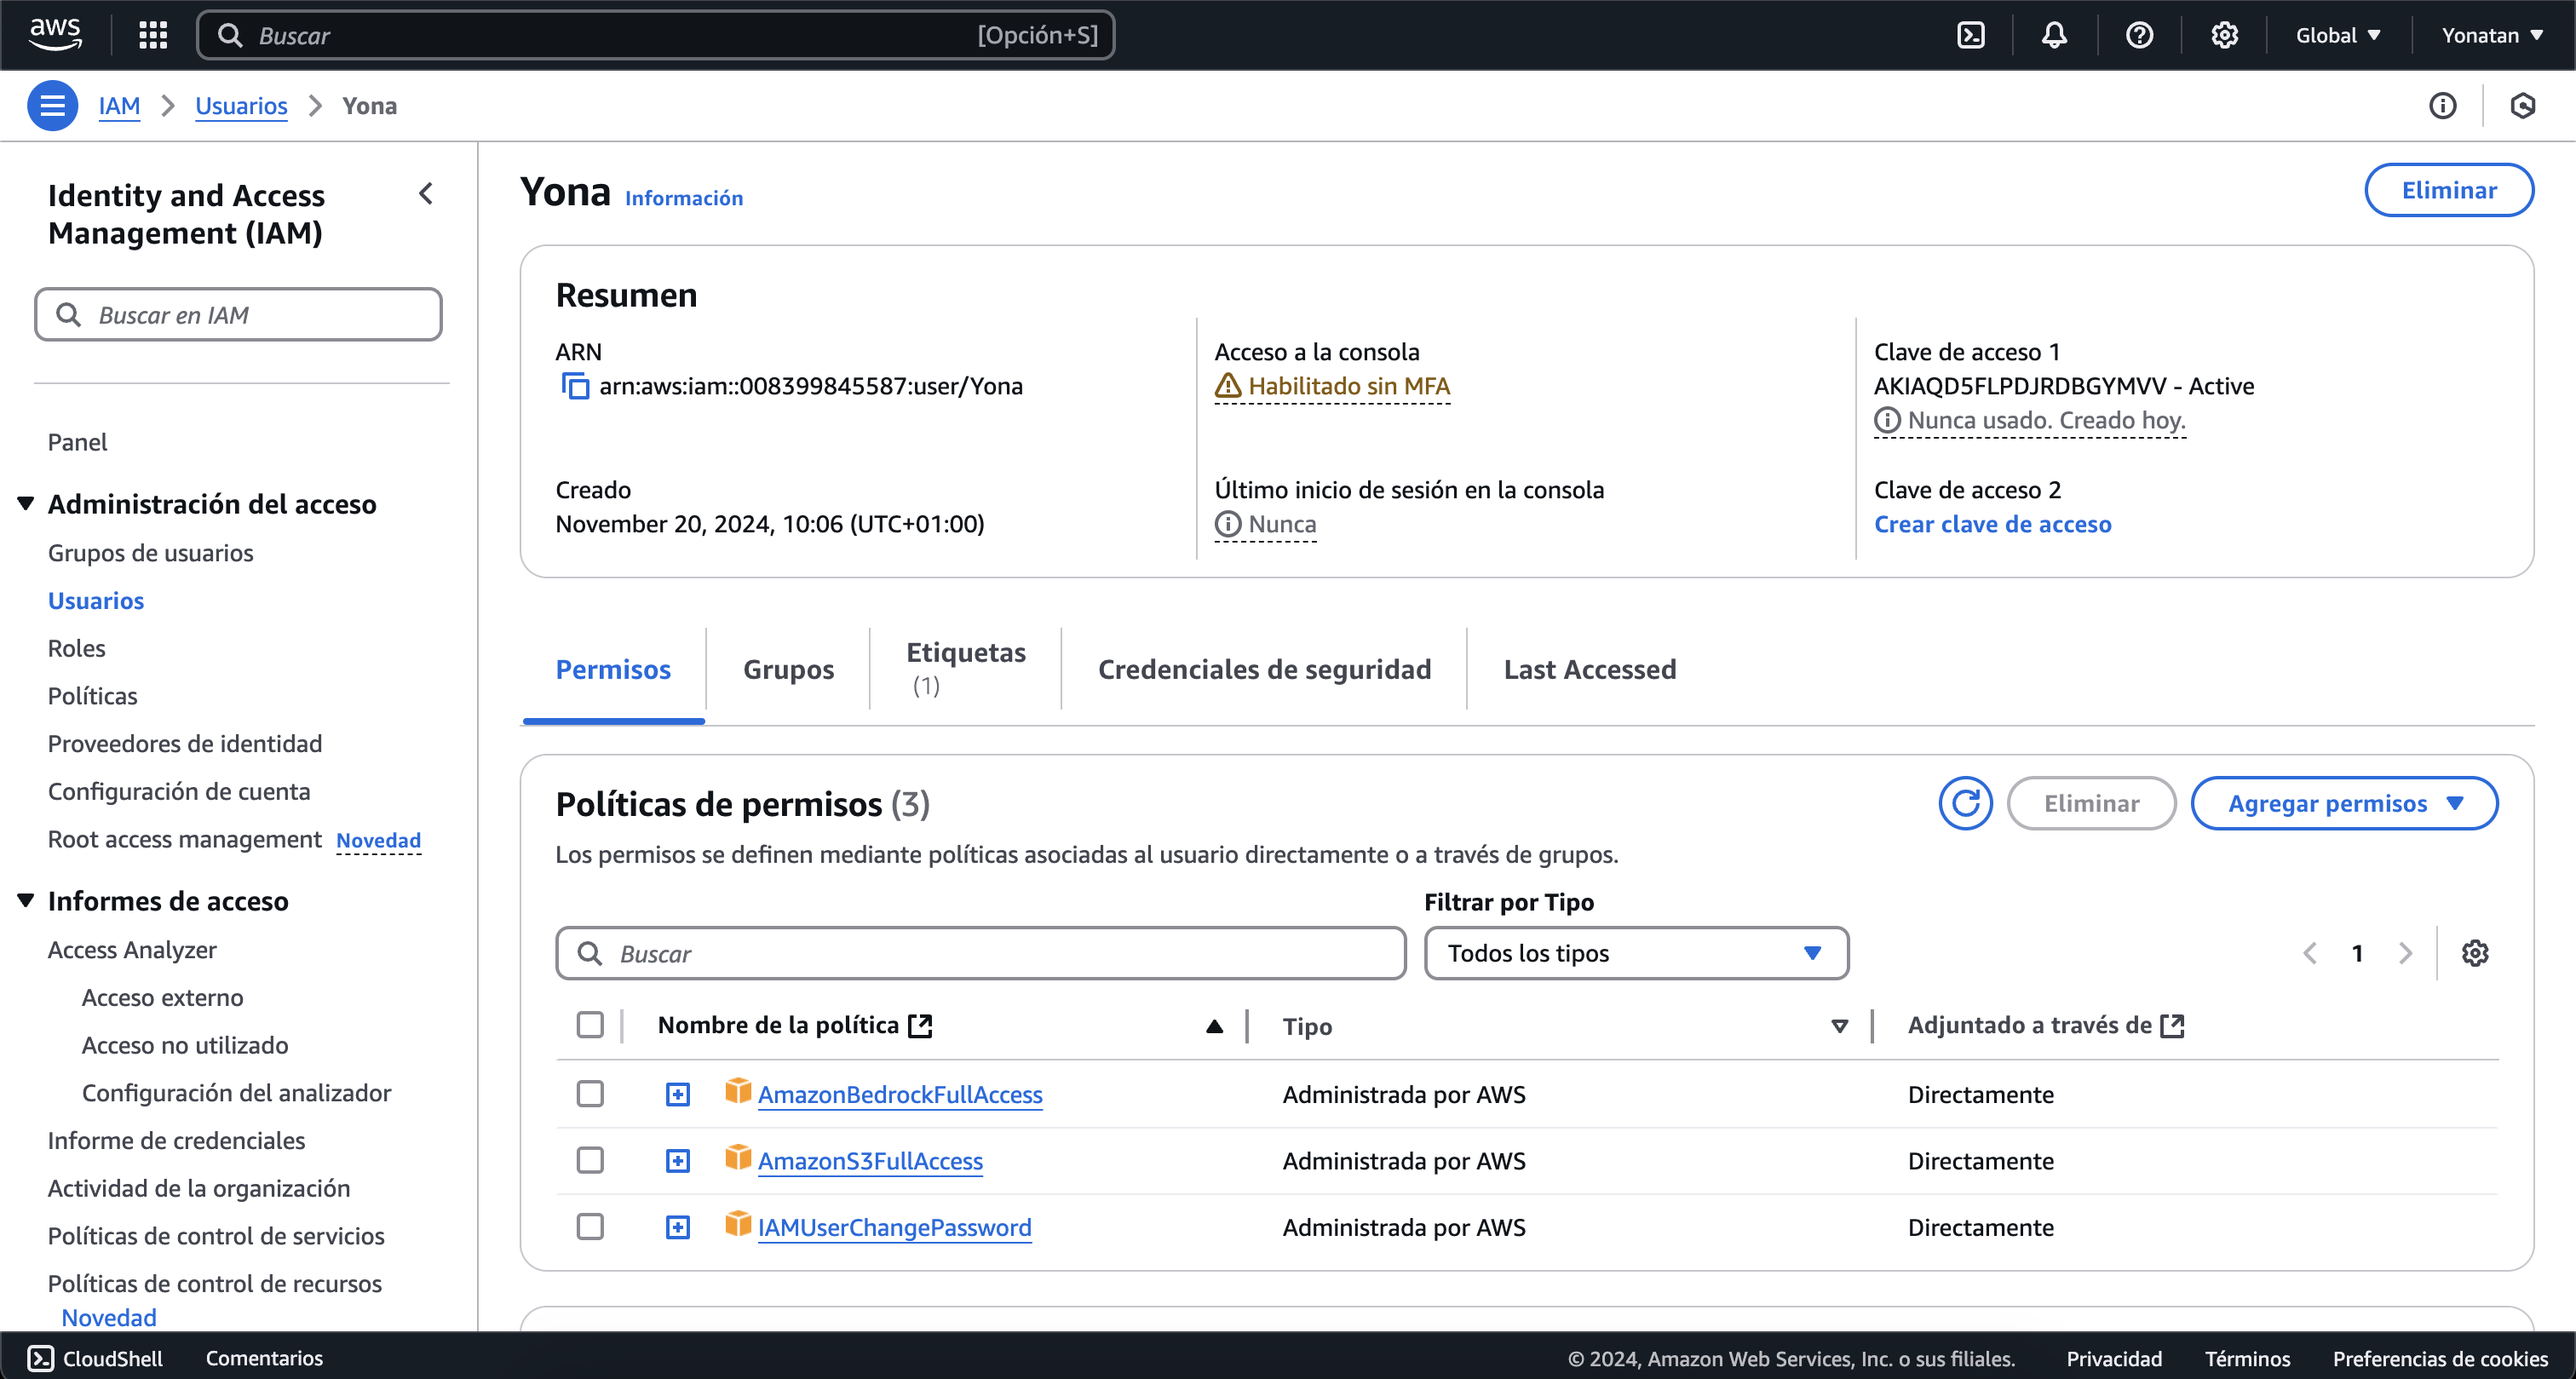 aws
Buscar
[Opción+S]
Global
Yonatan
IAM
Usuarios
Yona
Identity and Access
Management (IAM)
Buscar en IAM
Panel
Administración del acceso
Grupos de usuarios
Usuarios
Roles
Políticas
Proveedores de identidad
Configuración de cuenta
Root access management Novedad
Informes de acceso
Access Analyzer
Acceso externo
Acceso no utilizado
Configuración del analizador
Informe de credenciales
Actividad de la organización
Políticas de control de servicios
Políticas de control de recursos
Novedad
Yona Información
Eliminar
Resumen
ARN
arn:aws:iam::008399845587:user/Yona
Creado
November 20, 2024, 10:06 (UTC+01:00)
Acceso a la consola
Habilitado sin MFA
Último inicio de sesión en la consola
Nunca
Clave de acceso 1
AKIAQD5FLPDJRDBGYMVV - Active
Nunca usado. Creado hoy.
Clave de acceso 2
Crear clave de acceso
Permisos
Grupos
Etiquetas
(1)
Credenciales de seguridad
Last Accessed
Políticas de permisos (3)
Eliminar
Agregar permisos
Los permisos se definen mediante políticas asociadas al usuario directamente o a través de grupos.
Filtrar por Tipo
Buscar
Todos los tipos
1
Nombre de la política
Tipo
Adjuntado a través de
AmazonBedrockFullAccess
Administrada por AWS
Directamente
AmazonS3FullAccess
Administrada por AWS
Directamente
IAMUserChangePassword
Administrada por AWS
Directamente
CloudShell
Comentarios
© 2024, Amazon Web Services, Inc. o sus filiales.
Privacidad
Términos
Preferencias de cookies